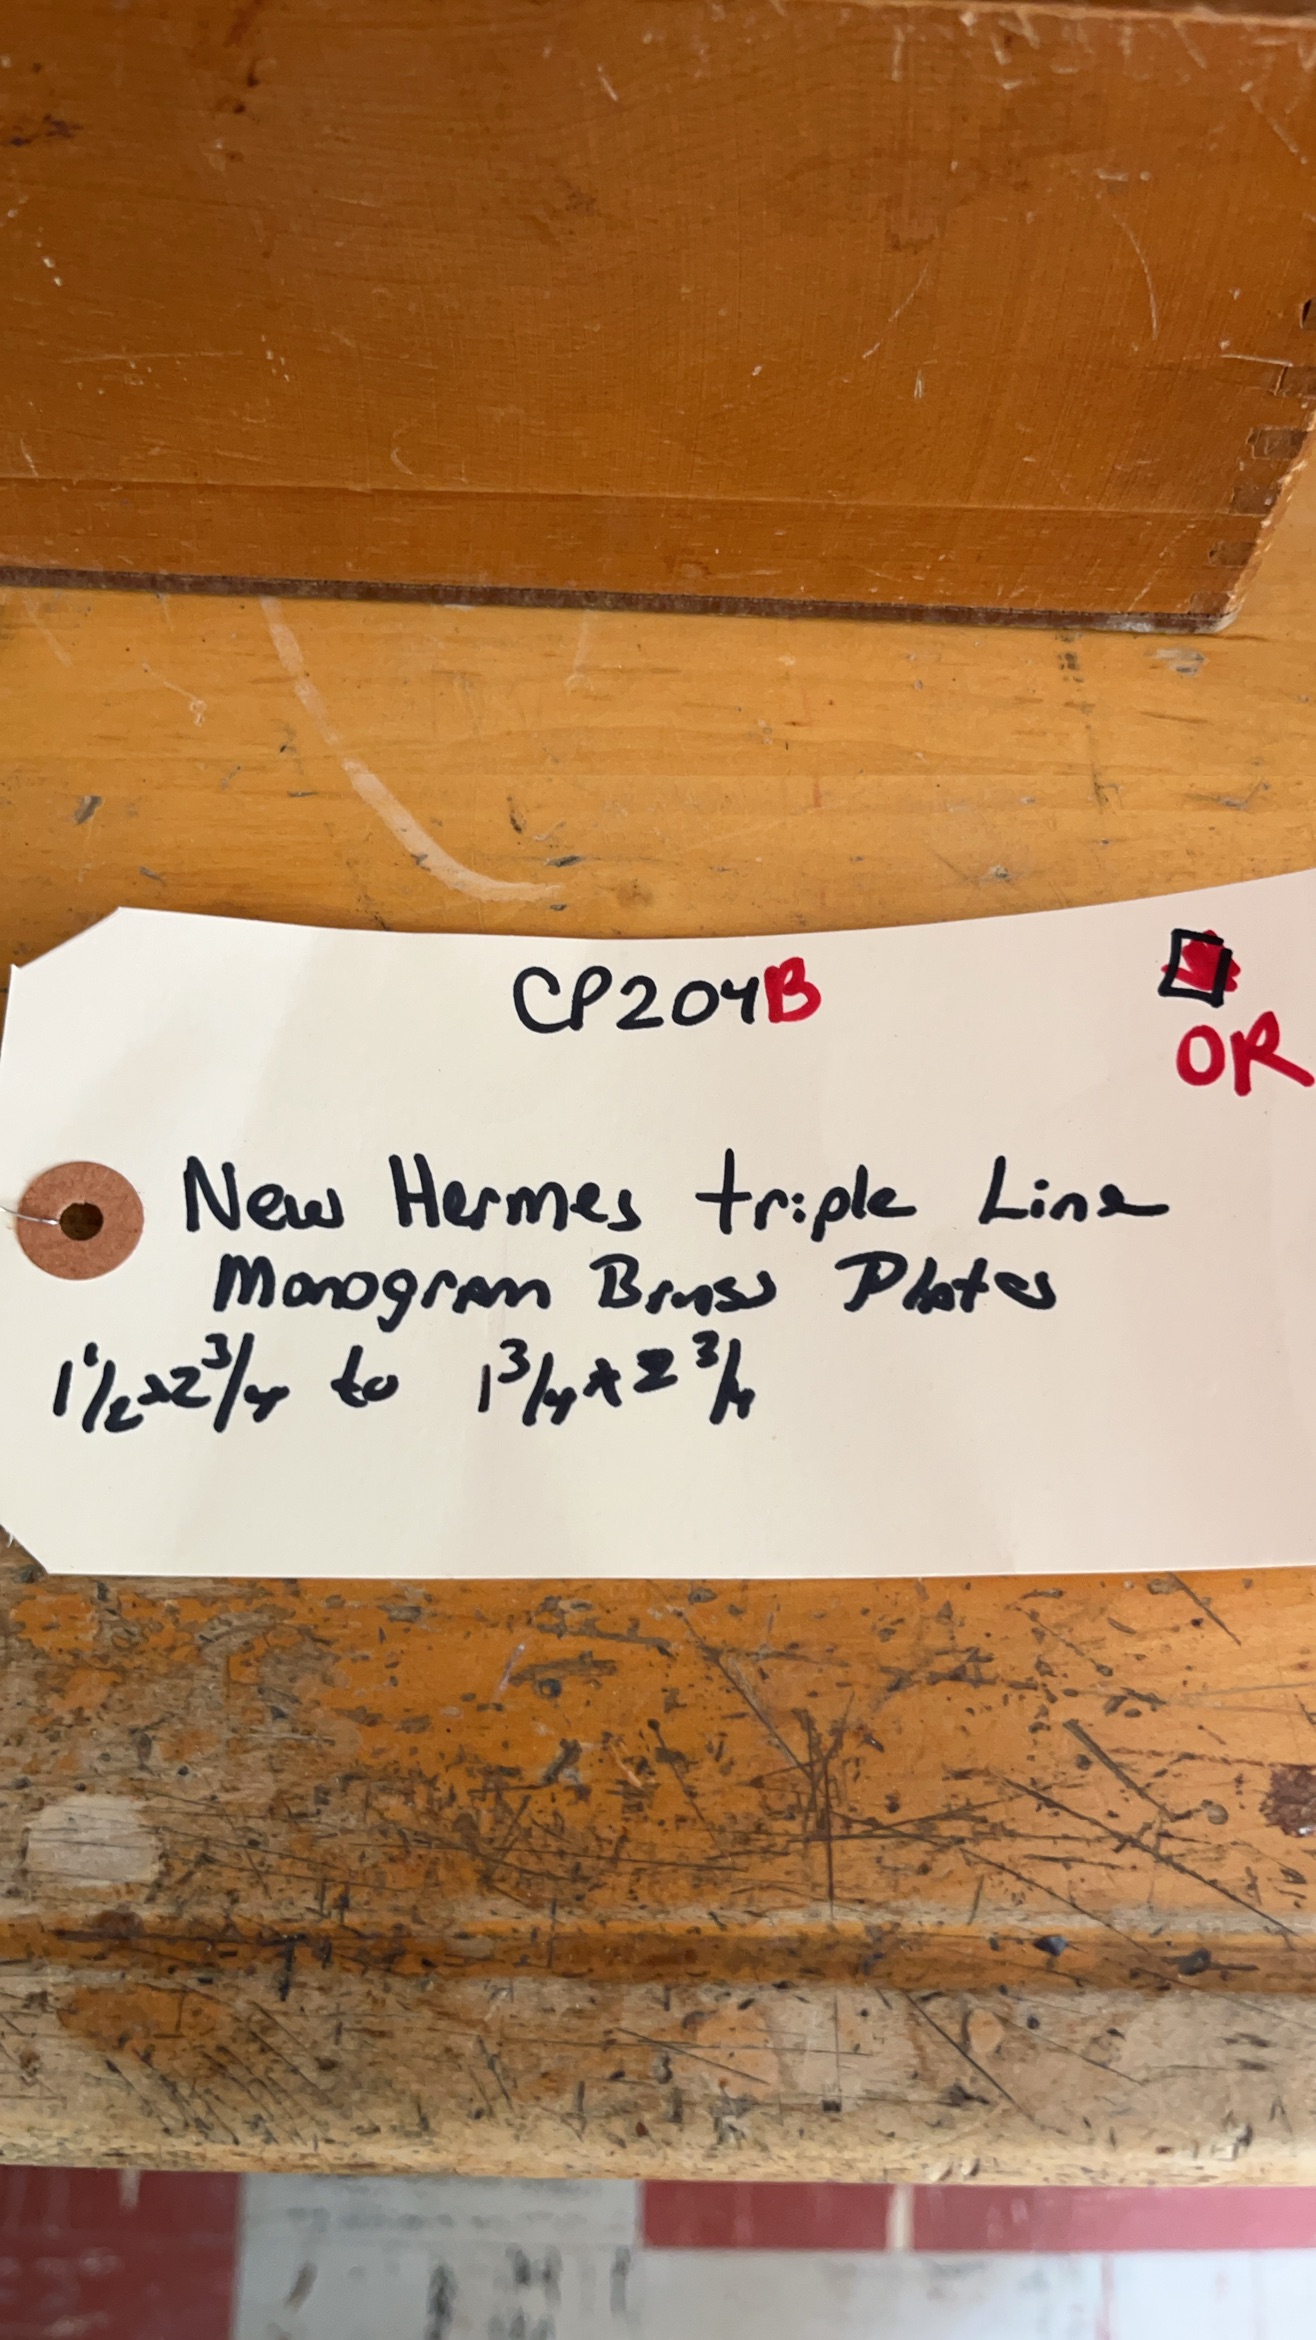 CP204B
OR
New Hermes triple Line
Monogram Brass Plates
1 1/2 x 2 3/4 to 1 3/4 x 2 3/4